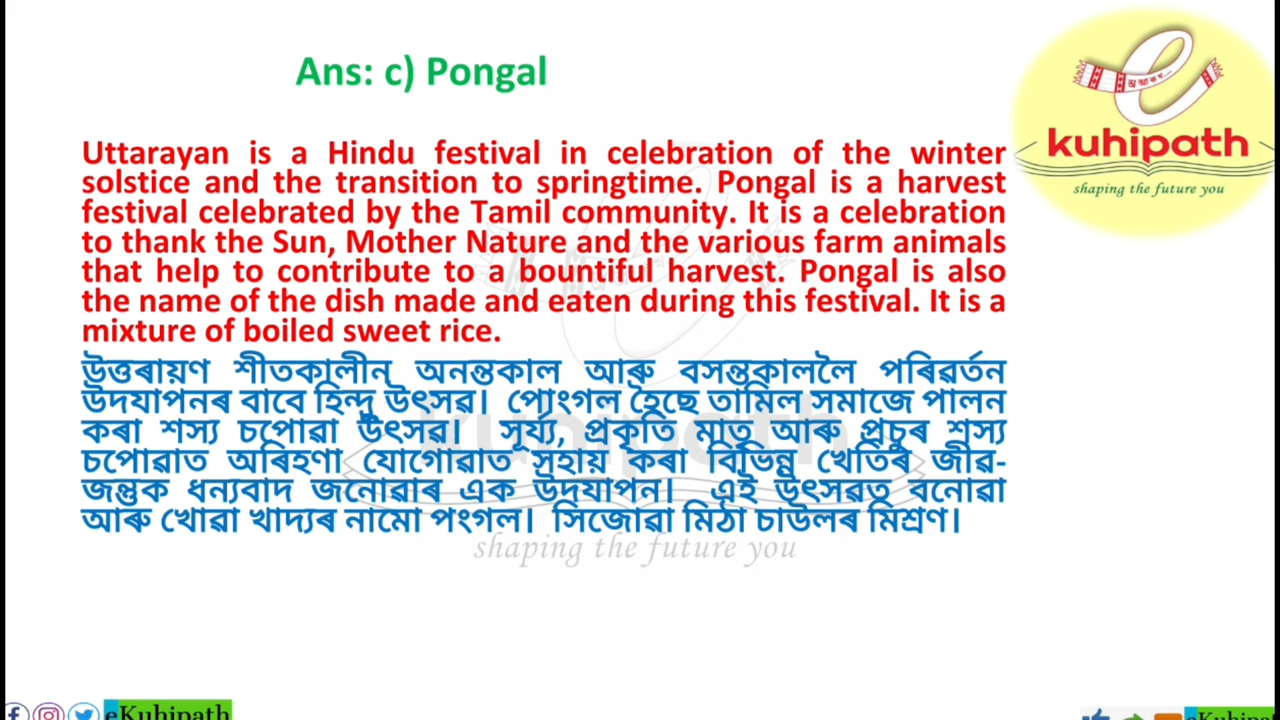 Ans: c) Pongal
অ আ ক খ....
kuhipath
shaping the future you
Uttarayan is a Hindu festival in celebration of the winter
solstice and the transition to springtime. Pongal is a harvest
festival celebrated by the Tamil community. It is a celebration
to thank the Sun, Mother Nature and the various farm animals
that help to contribute to a bountiful harvest. Pongal is also
the name of the dish made and eaten during this festival. It is a
mixture of boiled sweet rice.
উত্তৰায়ণ শীতকালীন অনন্তকাল আৰু বসন্তকাললৈ পৰিৱৰ্তন
উদযাপনৰ বাবে হিন্দু উৎসৱ। পোংগল হৈছে তামিল সমাজে পালন
কৰা শস্য চপোৱা উৎসৱ। সূৰ্য্য, প্ৰকৃতি মাতৃ আৰু প্ৰচুৰ শস্য
চপোৱাত অৰিহণা যোগোৱাত সহায় কৰা বিভিন্ন খেতিৰ জীৱ-
জন্তুক ধন্যবাদ জনোৱাৰ এক উদযাপন। এই উৎসৱত বনোৱা
আৰু খোৱা খাদ্যৰ নামো পংগল। সিজোৱা মিঠা চাউলৰ মিশ্ৰণ।
kuhipath
shaping the future you
eKuhipath
eKuhipat